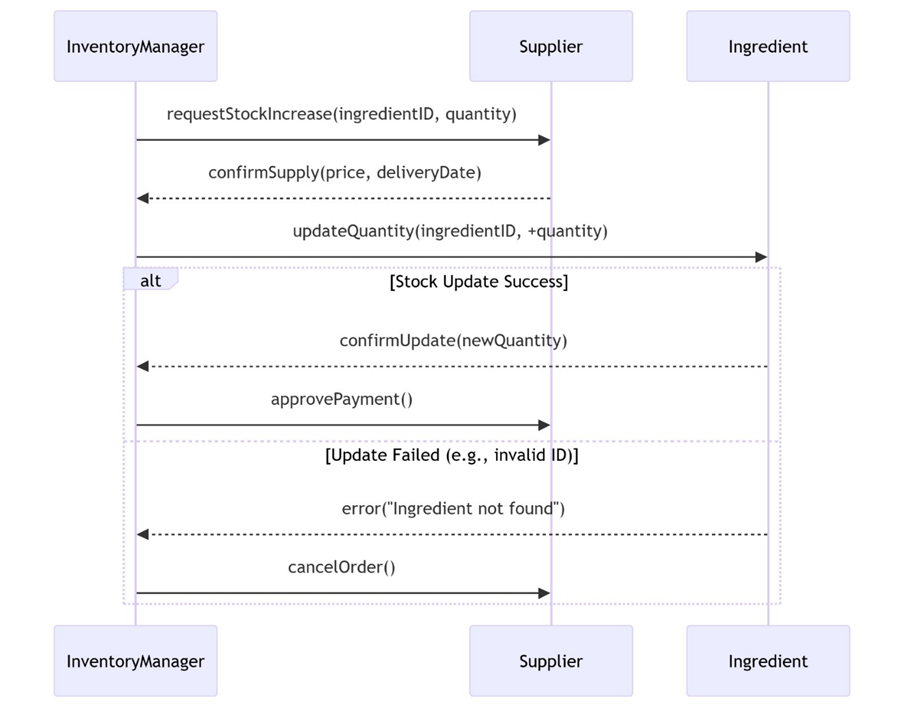 InventoryManager
Supplier
Ingredient
requestStockIncrease(ingredientID, quantity)
confirmSupply(price, deliveryDate)
updateQuantity(ingredientID, +quantity)
alt
[Stock Update Success]
confirmUpdate(newQuantity)
approvePayment()
[Update Failed (e.g., invalid ID)]
error("Ingredient not found")
cancelOrder()
InventoryManager
Supplier
Ingredient